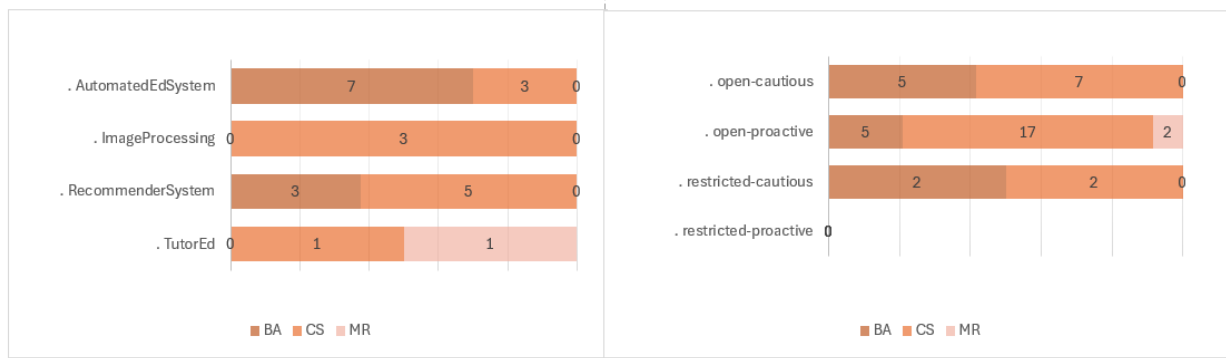 . AutomatedEdSystem 7 3 0
. ImageProcessing 0 3 0
. RecommenderSystem 3 5 0
. TutorEd 0 1 1
BA CS MR
. open-cautious 5 7 0
. open-proactive 5 17 2
. restricted-cautious 2 2 0
. restricted-proactive 0
BA CS MR